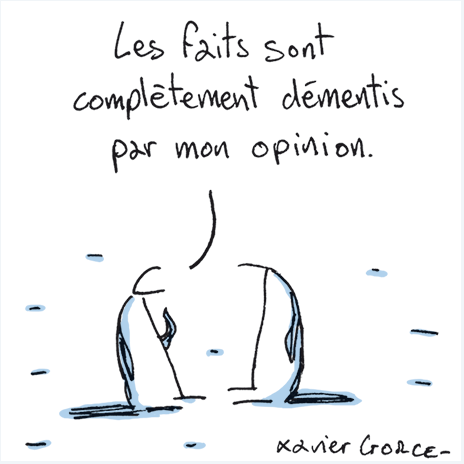 Les faits sont
complètement démentis
par mon opinion.
Xavier GORCE